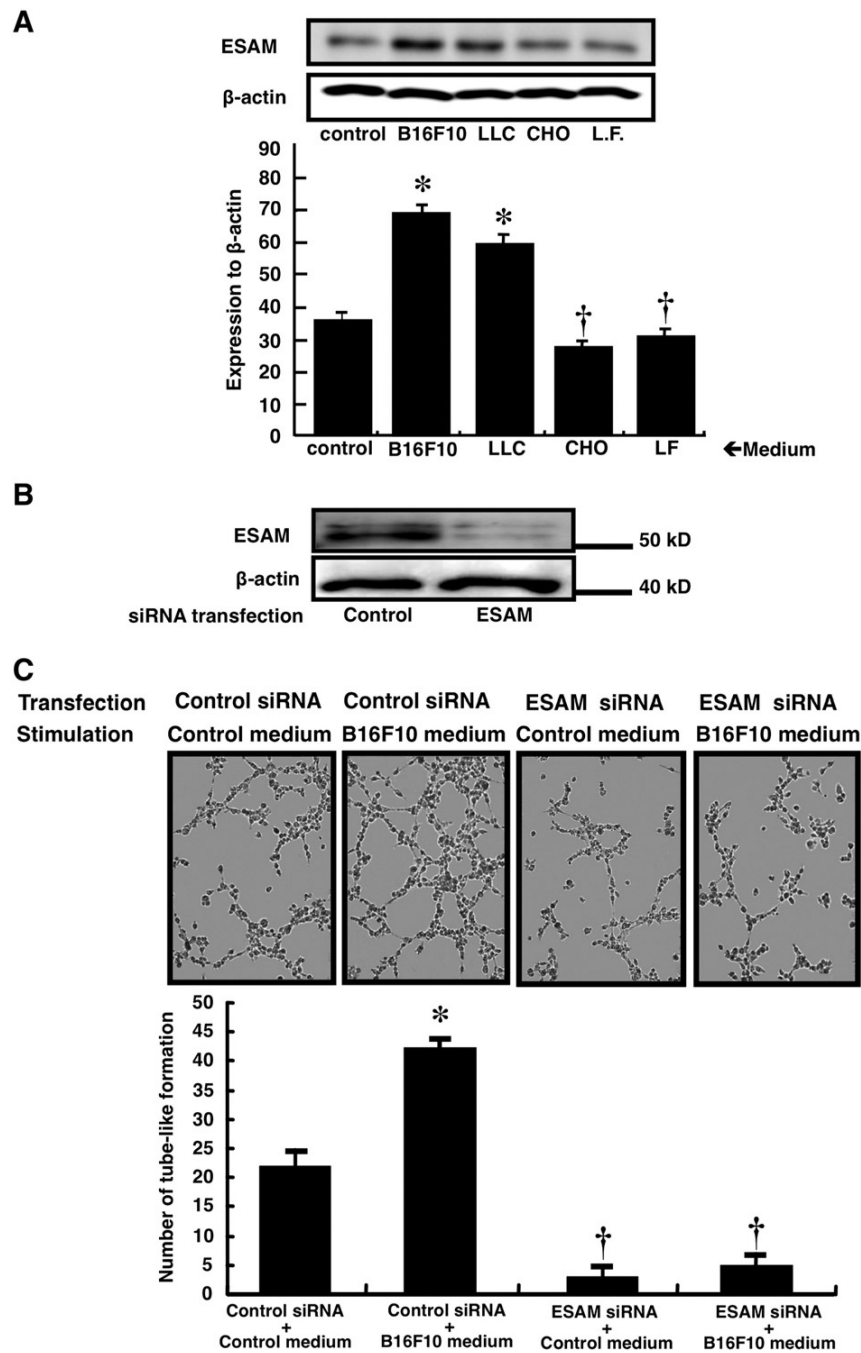 A
ESAM
β-actin
control B16F10 LLC CHO L.F.
90
80
70
60
50
40
30
20
10
0
Expression to β-actin
*
*
†
†
control B16F10 LLC CHO LF ←Medium
B
ESAM
50 kD
β-actin
40 kD
siRNA transfection Control ESAM
C
Transfection Control siRNA Control siRNA ESAM siRNA ESAM siRNA
Stimulation Control medium B16F10 medium Control medium B16F10 medium
50
45
40
35
30
25
20
15
10
5
0
Number of tube-like formation
*
†
†
Control siRNA Control siRNA ESAM siRNA ESAM siRNA
+ + + +
Control medium B16F10 medium Control medium B16F10 medium